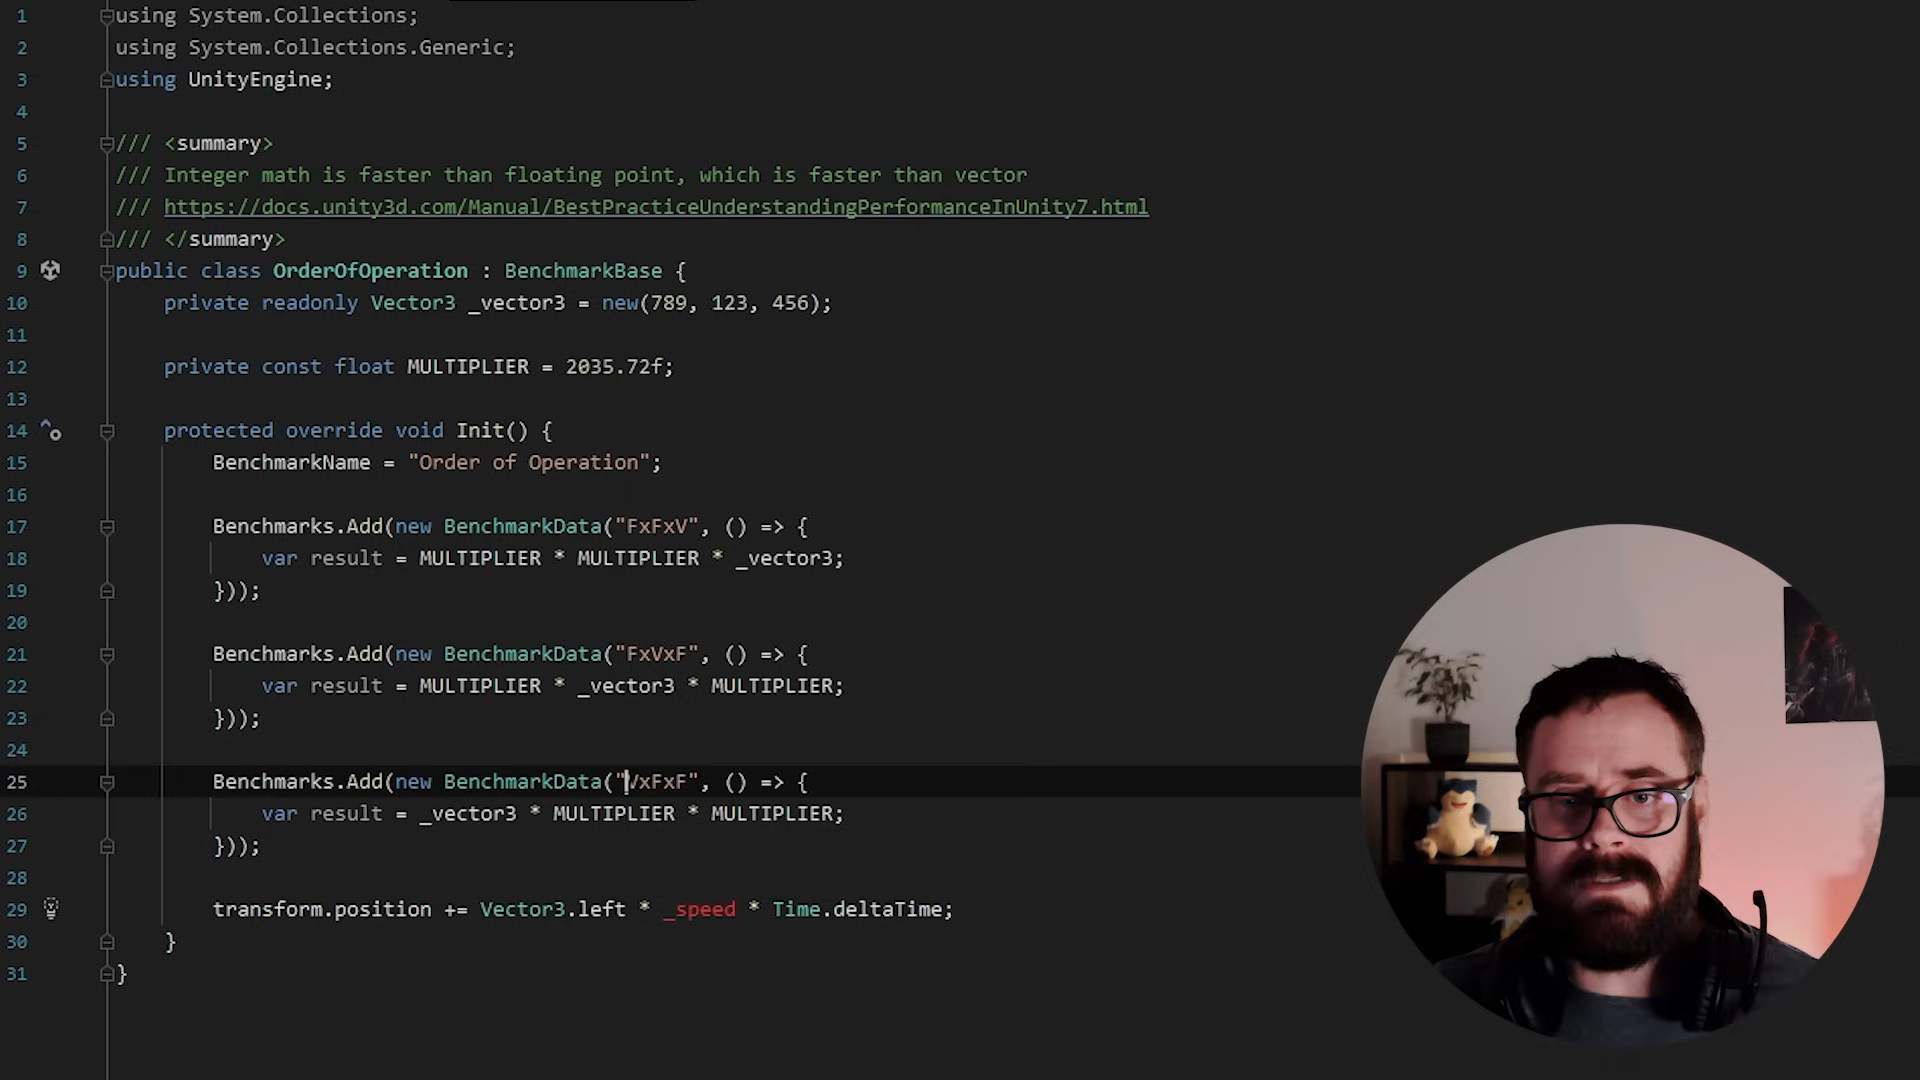 1 using System.Collections;
2 using System.Collections.Generic;
3 using UnityEngine;
4
5 /// <summary>
6 /// Integer math is faster than floating point, which is faster than vector
7 /// https://docs.unity3d.com/Manual/BestPracticeUnderstandingPerformanceInUnity7.html
8 /// </summary>
9 public class OrderOfOperation : BenchmarkBase {
10 private readonly Vector3 _vector3 = new(789, 123, 456);
11
12 private const float MULTIPLIER = 2035.72f;
13
14 protected override void Init() {
15 BenchmarkName = "Order of Operation";
16
17 Benchmarks.Add(new BenchmarkData("FxFxV", () => {
18 var result = MULTIPLIER * MULTIPLIER * _vector3;
19 }));
20
21 Benchmarks.Add(new BenchmarkData("FxVxF", () => {
22 var result = MULTIPLIER * _vector3 * MULTIPLIER;
23 }));
24
25 Benchmarks.Add(new BenchmarkData("VxFxF", () => {
26 var result = _vector3 * MULTIPLIER * MULTIPLIER;
27 }));
28
29 transform.position += Vector3.left * _speed * Time.deltaTime;
30 }
31 }